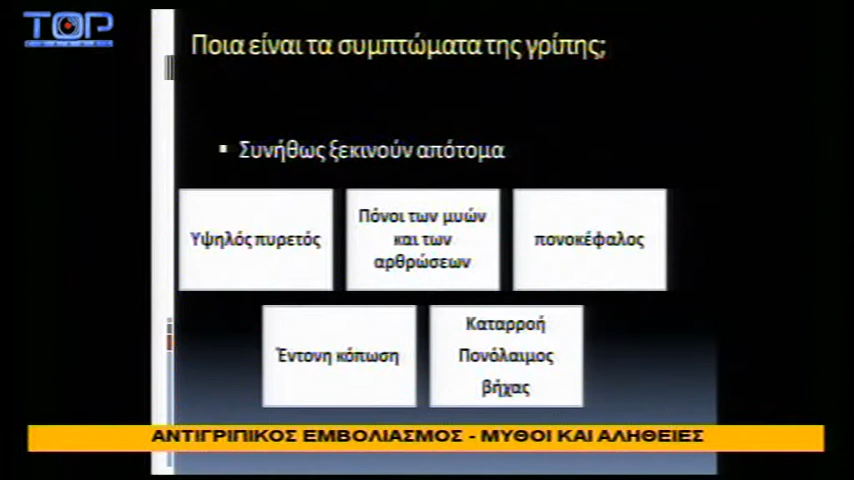 TOP
Ποια είναι τα συμπτώματα της γρίπης;
Συνήθως ξεκινούν απότομα
Υψηλός πυρετός
Πόνοι των μυών
και των
αρθρώσεων
πονοκέφαλος
Έντονη κόπωση
Καταρροή
Πονόλαιμος
βήχας
ΑΝΤΙΓΡΙΠΙΚΟΣ ΕΜΒΟΛΙΑΣΜΟΣ - ΜΥΘΟΙ ΚΑΙ ΑΛΗΘΕΙΕΣ